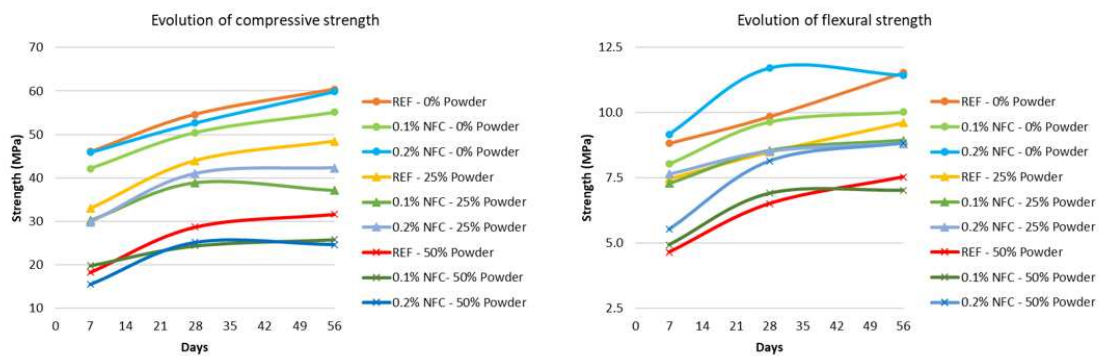 Evolution of compressive strength
70
60
50
40
30
20
10
Strength (MPa)
0 7 14 21 28 35 42 49 56
Days
REF - 0% Powder
0.1% NFC - 0% Powder
0.2% NFC - 0% Powder
REF - 25% Powder
0.1% NFC - 25% Powder
0.2% NFC - 25% Powder
REF - 50% Powder
0.1% NFC- 50% Powder
0.2% NFC - 50% Powder
Evolution of flexural strength
12.5
10.0
7.5
5.0
2.5
Strength (MPa)
0 7 14 21 28 35 42 49 56
Days
REF - 0% Powder
0.1% NFC - 0% Powder
0.2% NFC - 0% Powder
REF - 25% Powder
0.1% NFC - 25% Powder
0.2% NFC - 25% Powder
REF - 50% Powder
0.1% NFC - 50% Powder
0.2% NFC - 50% Powder